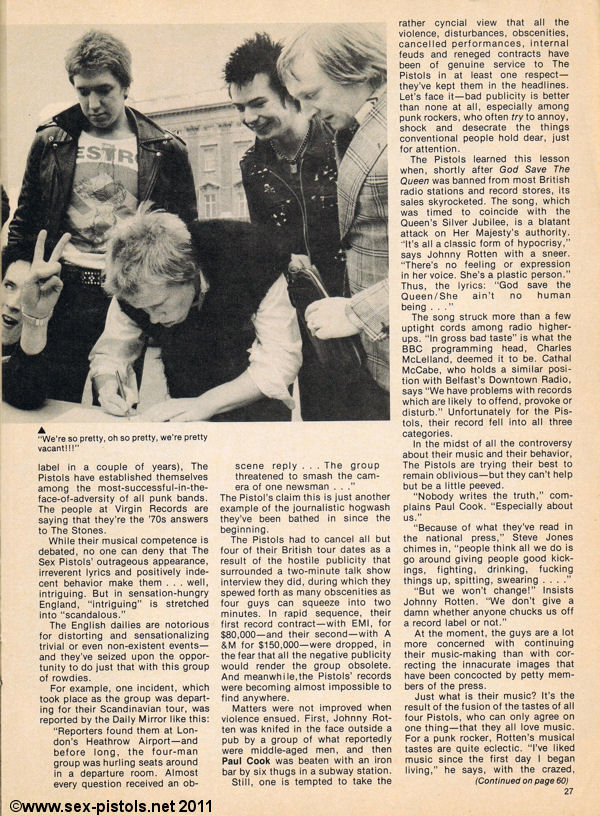 DESTRO
▲
"We're so pretty, oh so pretty, we're pretty
vacant!!!"
label in a couple of years), The
Pistols have established themselves
among the most-successful-in-the-
face-of-adversity of all punk bands.
The people at Virgin Records are
saying that they're the '70s answers
to The Stones.
While their musical competence is
debated, no one can deny that The
Sex Pistols' outrageous appearance,
irreverent lyrics and positively inde-
cent behavior make them . . . well,
intriguing. But in sensation-hungry
England, "intriguing" is stretched
into "scandalous."
The English dailies are notorious
for distorting and sensationalizing
trivial or even non-existent events—
and they've seized upon the oppor-
tunity to do just that with this group
of rowdies.
For example, one incident, which
took place as the group was depart-
ing for their Scandinavian tour, was
reported by the Daily Mirror like this:
"Reporters found them at Lon-
don's Heathrow Airport—and
before long, the four-man
group was hurling seats around
in a departure room. Almost
every question received an ob-
scene reply . . . The group
threatened to smash the cam-
era of one newsman . . ."
The Pistol's claim this is just another
example of the journalistic hogwash
they've been bathed in since the
beginning.
The Pistols had to cancel all but
four of their British tour dates as a
result of the hostile publicity that
surrounded a two-minute talk show
interview they did, during which they
spewed forth as many obscenities as
four guys can squeeze into two
minutes. In rapid sequence, their
first record contract—with EMI, for
$80,000—and their second—with A
&M for $150,000—were dropped, in
the fear that all the negative publicity
would render the group obsolete.
And meanwhile, the Pistols' records
were becoming almost impossible to
find anywhere.
Matters were not improved when
violence ensued. First, Johnny Rot-
ten was knifed in the face outside a
pub by a group of what reportedly
were middle-aged men, and then
Paul Cook was beaten with an iron
bar by six thugs in a subway station.
Still, one is tempted to take the
rather cyncial view that all the
violence, disturbances, obscenities,
cancelled performances, internal
feuds and reneged contracts have
been of genuine service to The
Pistols in at least one respect—
they've kept them in the headlines.
Let's face it—bad publicity is better
than none at all, especially among
punk rockers, who often try to annoy,
shock and desecrate the things
conventional people hold dear, just
for attention.
The Pistols learned this lesson
when, shortly after God Save The
Queen was banned from most British
radio stations and record stores, its
sales skyrocketed. The song, which
was timed to coincide with the
Queen's Silver Jubilee, is a blatant
attack on Her Majesty's authority.
"It's all a classic form of hypocrisy,"
says Johnny Rotten with a sneer.
"There's no feeling or expression
in her voice. She's a plastic person."
Thus, the lyrics: "God save the
Queen/She ain't no human
being . . ."
The song struck more than a few
uptight cords among radio higher-
ups. "In gross bad taste" is what the
BBC programming head, Charles
McLelland, deemed it to be. Cathal
McCabe, who holds a similar posi-
tion with Belfast's Downtown Radio,
says "We have problems with records
which are likely to offend, provoke or
disturb." Unfortunately for the Pis-
tols, their record fell into all three
categories.
In the midst of all the controversy
about their music and their behavior,
The Pistols are trying their best to
remain oblivious—but they can't help
but be a little peeved.
"Nobody writes the truth," com-
plains Paul Cook. "Especially about
us."
"Because of what they've read in
the national press," Steve Jones
chimes in, "people think all we do is
go around giving people good kick-
ings, fighting, drinking, fucking
things up, spitting, swearing . . . ."
"But we won't change!" Insists
Johnny Rotten. "We don't give a
damn whether anyone chucks us off
a record label or not."
At the moment, the guys are a lot
more concerned with continuing
their music-making than with cor-
recting the innacurate images that
have been concocted by petty mem-
bers of the press.
Just what is their music? It's the
result of the fusion of the tastes of all
four Pistols, who can only agree on
one thing—that they all love music.
For a punk rocker, Rotten's musical
tastes are quite eclectic. "I've liked
music since the first day I began
living," he says, with the crazed,
(Continued on page 60)
27
©www.sex-pistols.net 2011